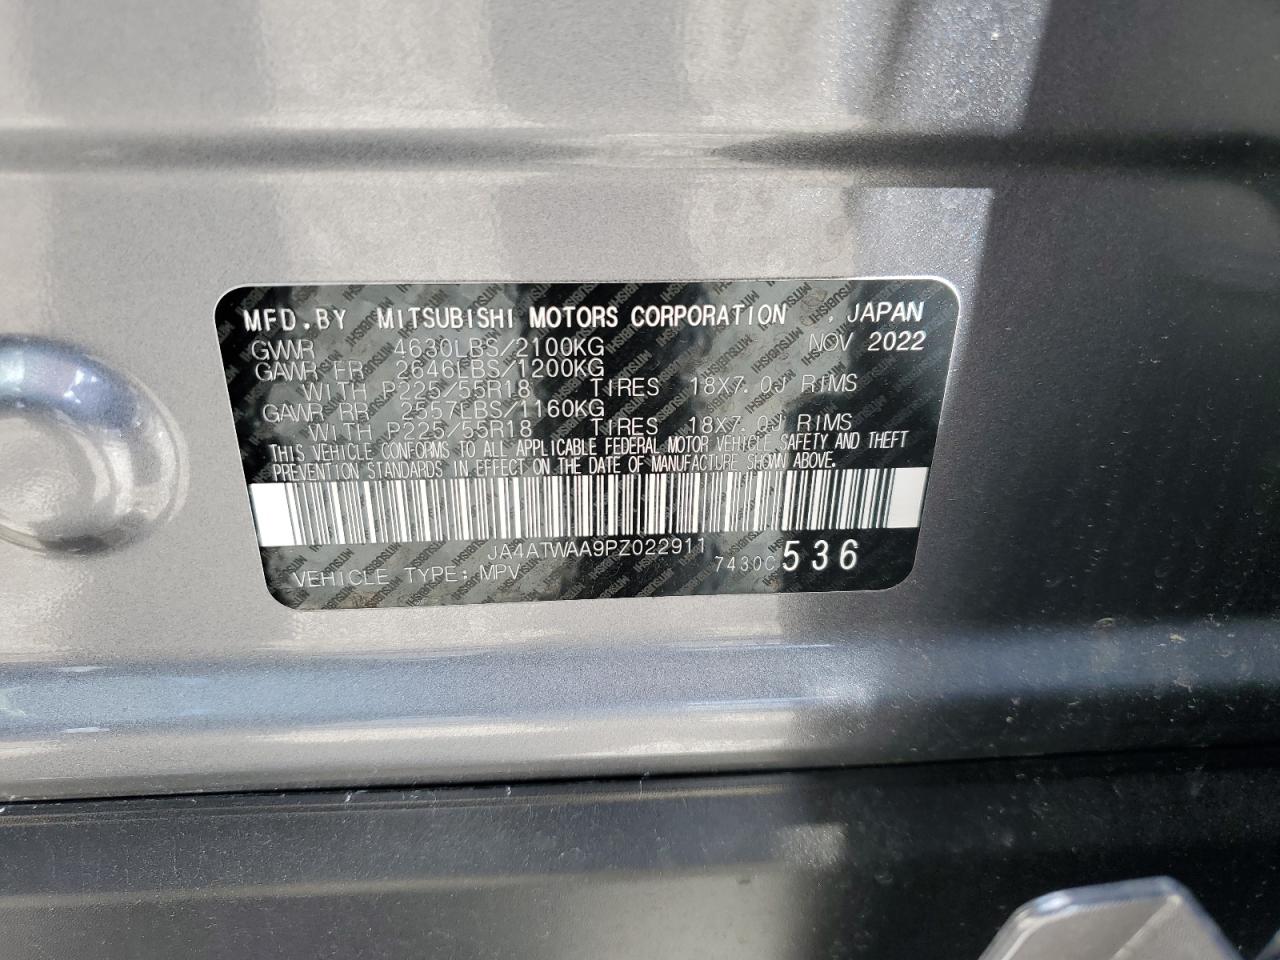 MFD.BY MITSUBISHI MOTORS CORPORATION , JAPAN
GVWR 4630LBS/2100KG NOV 2022
GAWR FR 2646LBS/1200KG
WITH P225/55R18 TIRES 18X7.0J RIMS
GAWR RR 2557LBS/1160KG
WITH P225/55R18 TIRES 18X7.0J RIMS
THIS VEHICLE CONFORMS TO ALL APPLICABLE FEDERAL MOTOR VEHICLE SAFETY AND THEFT
PREVENTION STANDARDS IN EFFECT ON THE DATE OF MANUFACTURE SHOWN ABOVE.
JA4ATWAA9PZ022911
VEHICLE TYPE: MPV 7430C 536